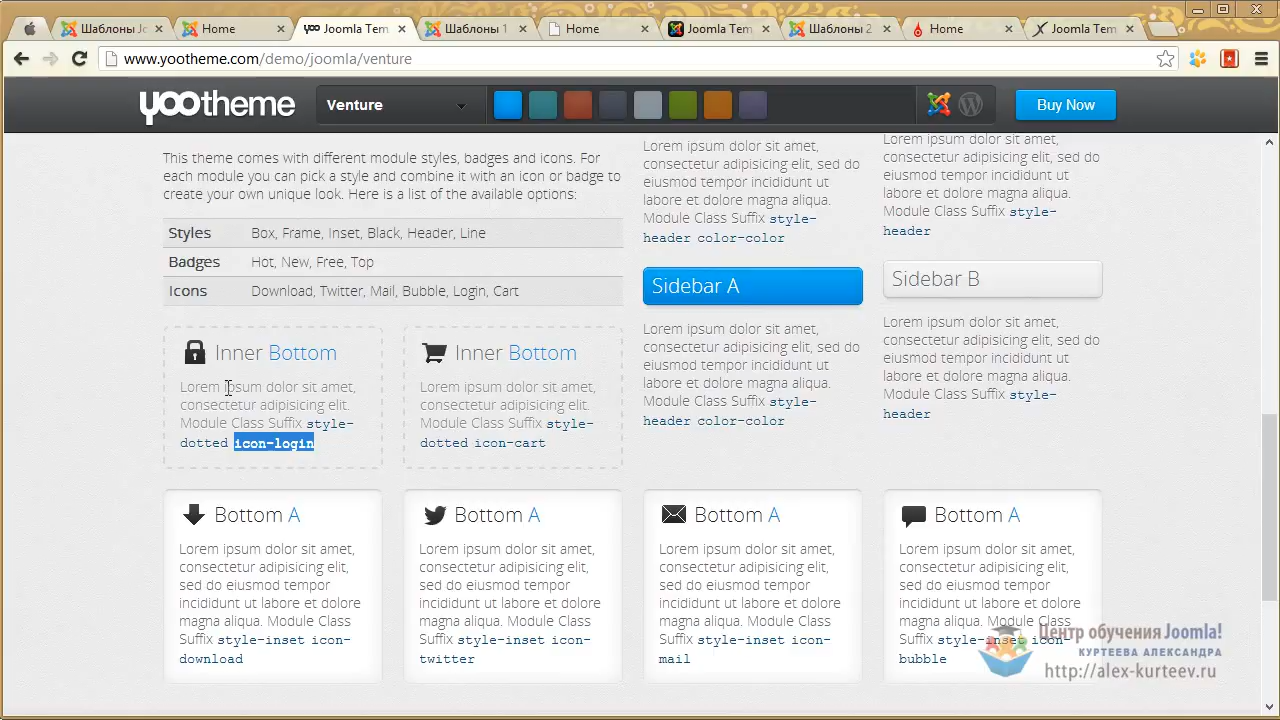 Шаблоны Jc
Home
Joomla Tem
Шаблоны 1
Home
Joomla Tem
Шаблоны 2
Home
Joomla Tem
www.yootheme.com/demo/joomla/venture
yootheme
Venture
Buy Now
This theme comes with different module styles, badges and icons. For
each module you can pick a style and combine it with an icon or badge to
create your own unique look. Here is a list of the available options:
Styles Box, Frame, Inset, Black, Header, Line
Badges Hot, New, Free, Top
Icons Download, Twitter, Mail, Bubble, Login, Cart
Inner Bottom
Lorem ipsum dolor sit amet,
consectetur adipisicing elit.
Module Class Suffix style-
dotted icon-login
Inner Bottom
Lorem ipsum dolor sit amet,
consectetur adipisicing elit.
Module Class Suffix style-
dotted icon-cart
Lorem ipsum dolor sit amet,
consectetur adipisicing elit, sed do
eiusmod tempor incididunt ut
labore et dolore magna aliqua.
Module Class Suffix style-
header color-color
Sidebar A
Lorem ipsum dolor sit amet,
consectetur adipisicing elit, sed do
eiusmod tempor incididunt ut
labore et dolore magna aliqua.
Module Class Suffix style-
header color-color
Lorem ipsum dolor sit amet,
consectetur adipisicing elit, sed do
eiusmod tempor incididunt ut
labore et dolore magna aliqua.
Module Class Suffix style-
header
Sidebar B
Lorem ipsum dolor sit amet,
consectetur adipisicing elit, sed do
eiusmod tempor incididunt ut
labore et dolore magna aliqua.
Module Class Suffix style-
header
Bottom A
Lorem ipsum dolor sit amet,
consectetur adipisicing elit,
sed do eiusmod tempor
incididunt ut labore et dolore
magna aliqua. Module Class
Suffix style-inset icon-
download
Bottom A
Lorem ipsum dolor sit amet,
consectetur adipisicing elit,
sed do eiusmod tempor
incididunt ut labore et dolore
magna aliqua. Module Class
Suffix style-inset icon-
twitter
Bottom A
Lorem ipsum dolor sit amet,
consectetur adipisicing elit,
sed do eiusmod tempor
incididunt ut labore et dolore
magna aliqua. Module Class
Suffix style-inset icon-
mail
Bottom A
Lorem ipsum dolor sit amet,
consectetur adipisicing elit,
sed do eiusmod tempor
incididunt ut labore et dolore
magna aliqua. Module Class
Suffix style-inset icon-
bubble
Центр обучения Joomla!
КУРТЕЕВА АЛЕКСАНДРА
http://alex-kurteev.ru